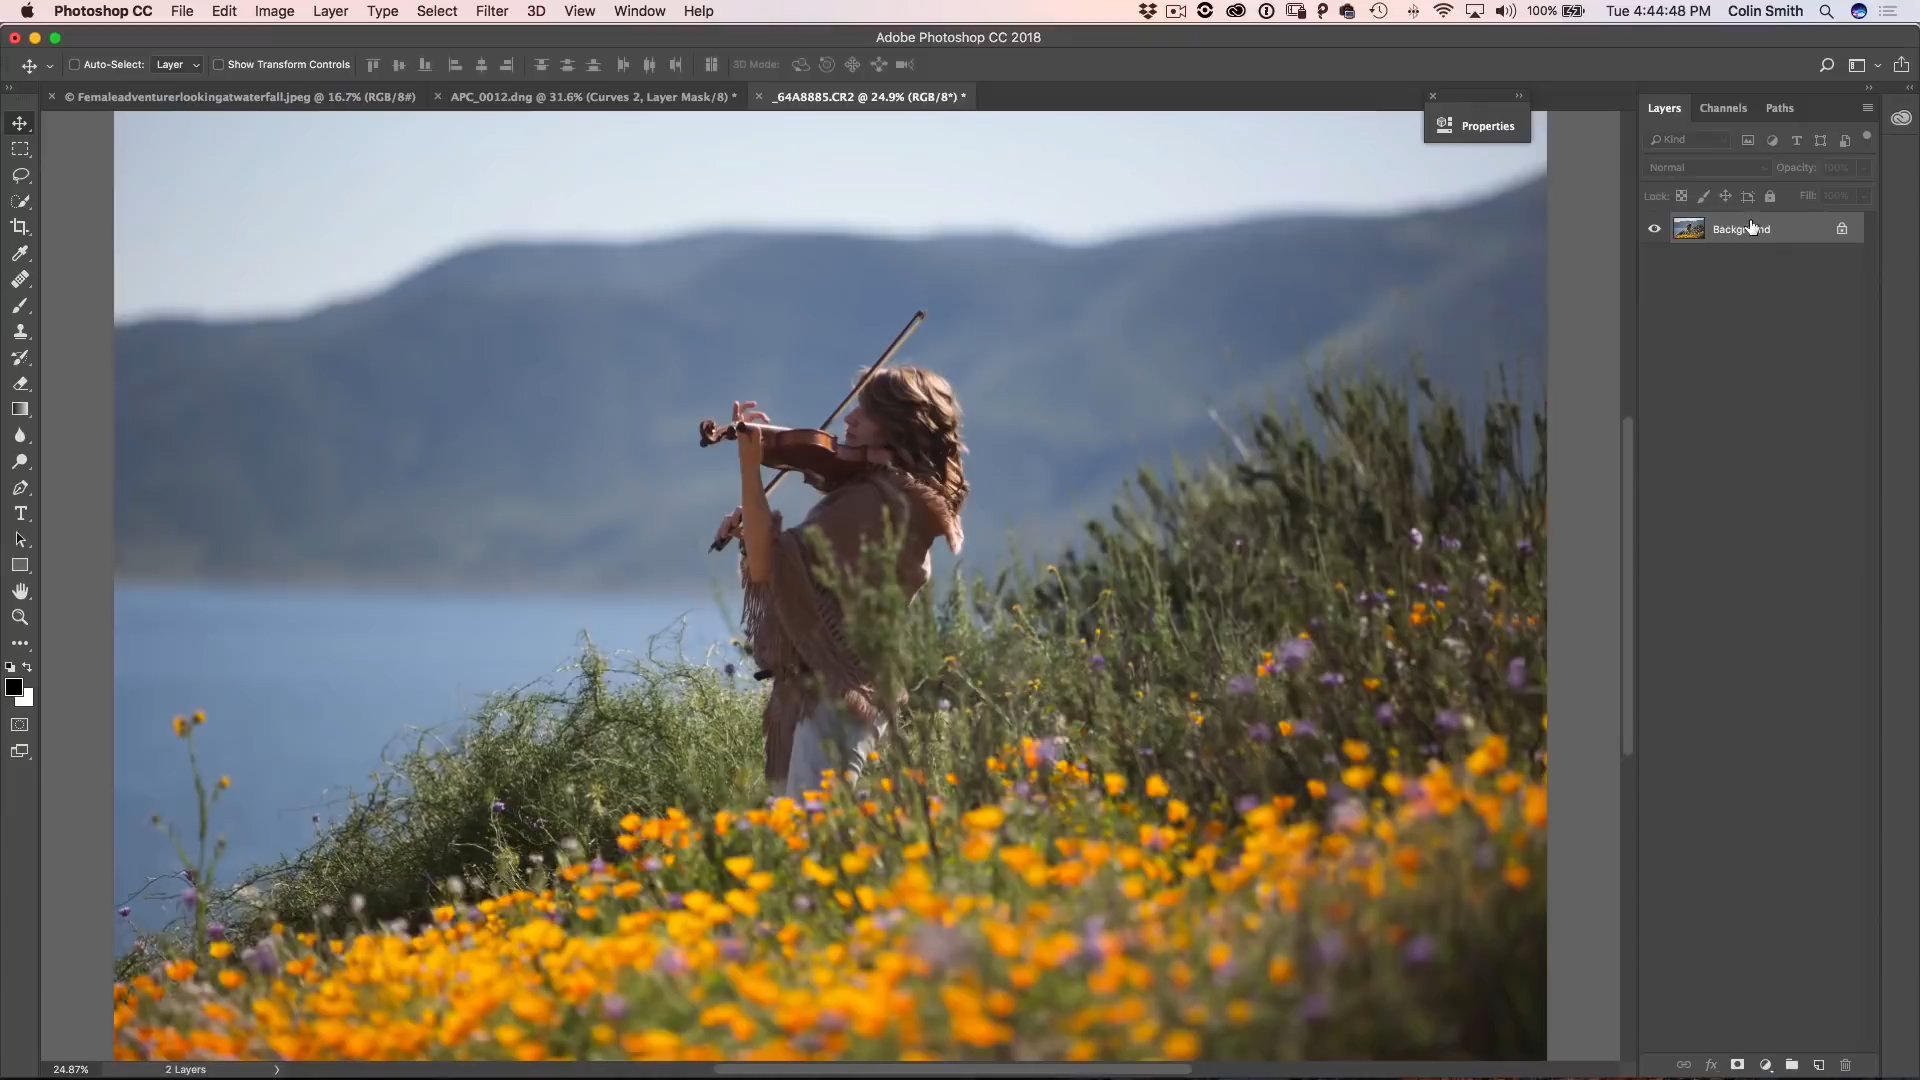 Photoshop CC File Edit Image Layer Type Select Filter 3D View Window Help 100% Tue 4:44:48 PM Colin Smith
Adobe Photoshop CC 2018
Auto-Select: Layer Show Transform Controls 3D Mode:
© Femaleadventurerlookingatwaterfall.jpeg @ 16.7% (RGB/8#) APC_0012.dng @ 31.6% (Curves 2, Layer Mask/8) * _64A8885.CR2 @ 24.9% (RGB/8*) *
Properties
Layers Channels Paths
Kind
Normal Opacity: 100%
Lock: Fill: 100%
Background
24.87% 2 Layers